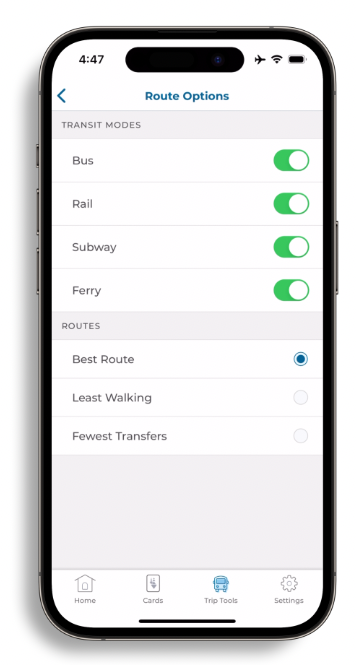 4:47
Route Options
TRANSIT MODES
Bus
Rail
Subway
Ferry
ROUTES
Best Route
Least Walking
Fewest Transfers
Home Cards Trip Tools Settings